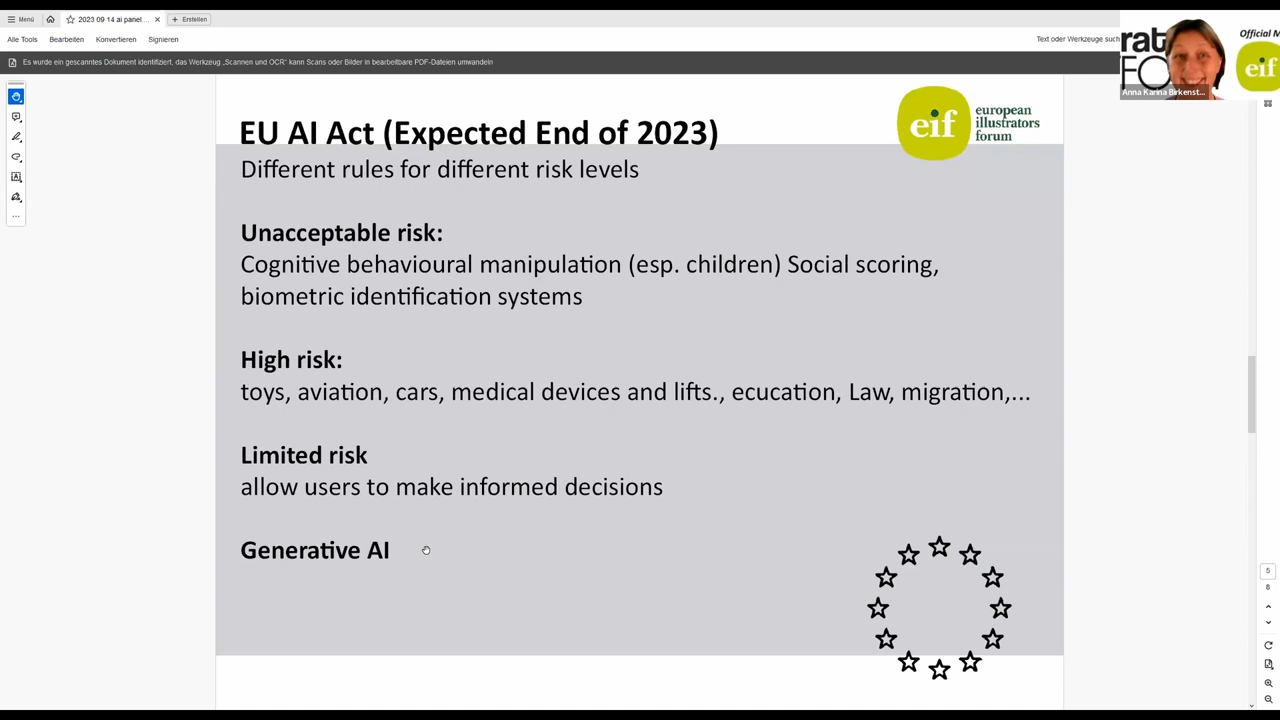 Menü
2023 09 14 ai panel ...
Erstellen
Alle Tools
Bearbeiten
Konvertieren
Signieren
Text oder Werkzeuge such
Es wurde ein gescanntes Dokument identifiziert, das Werkzeug „Scannen und OCR“ kann Scans oder Bilder in bearbeitbare PDF-Dateien umwandeln
rat
FO
Official M
eif
Anna Karina Birkenst...
EU AI Act (Expected End of 2023)
eif
european
illustrators
forum
Different rules for different risk levels
Unacceptable risk:
Cognitive behavioural manipulation (esp. children) Social scoring,
biometric identification systems
High risk:
toys, aviation, cars, medical devices and lifts., ecucation, Law, migration,...
Limited risk
allow users to make informed decisions
Generative AI
5
8